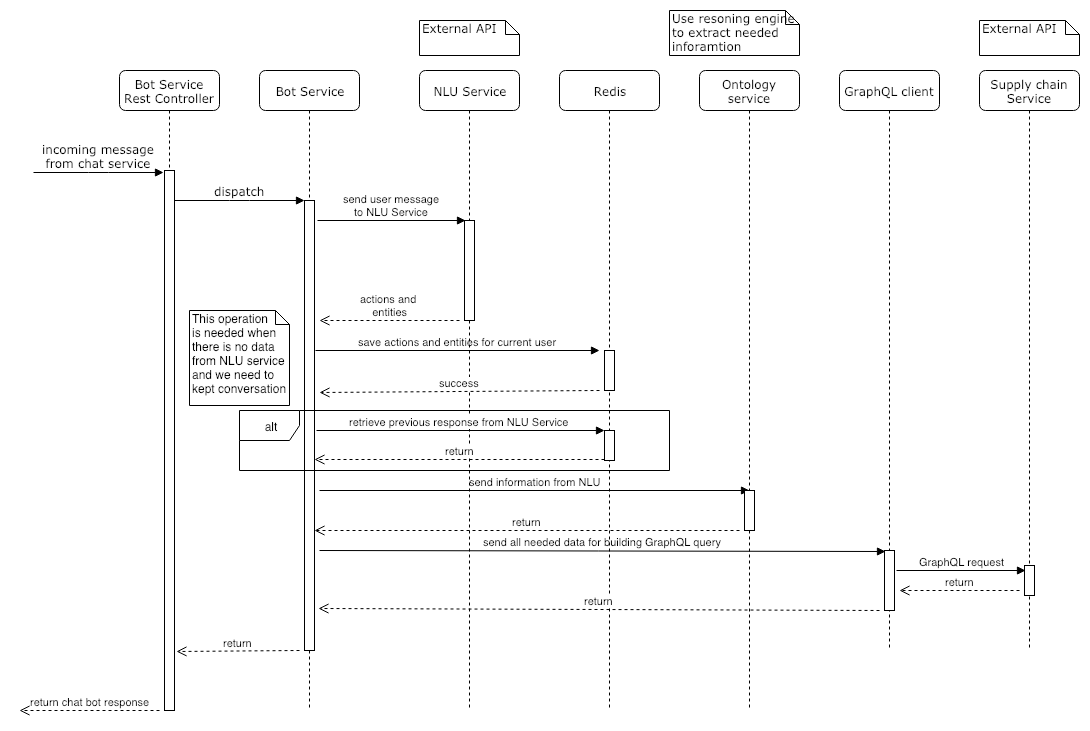 External API
Use resoning engine
to extract needed
inforamtion
External API
Bot Service
Rest Controller
Bot Service
NLU Service
Redis
Ontology
service
GraphQL client
Supply chain
Service
incoming message
from chat service
dispatch
send user message
to NLU Service
actions and
entities
This operation
is needed when
there is no data
from NLU service
and we need to
kept conversation
save actions and entities for current user
success
alt
retrieve previous response from NLU Service
return
send information from NLU
return
send all needed data for building GraphQL query
GraphQL request
return
return
return
return chat bot response